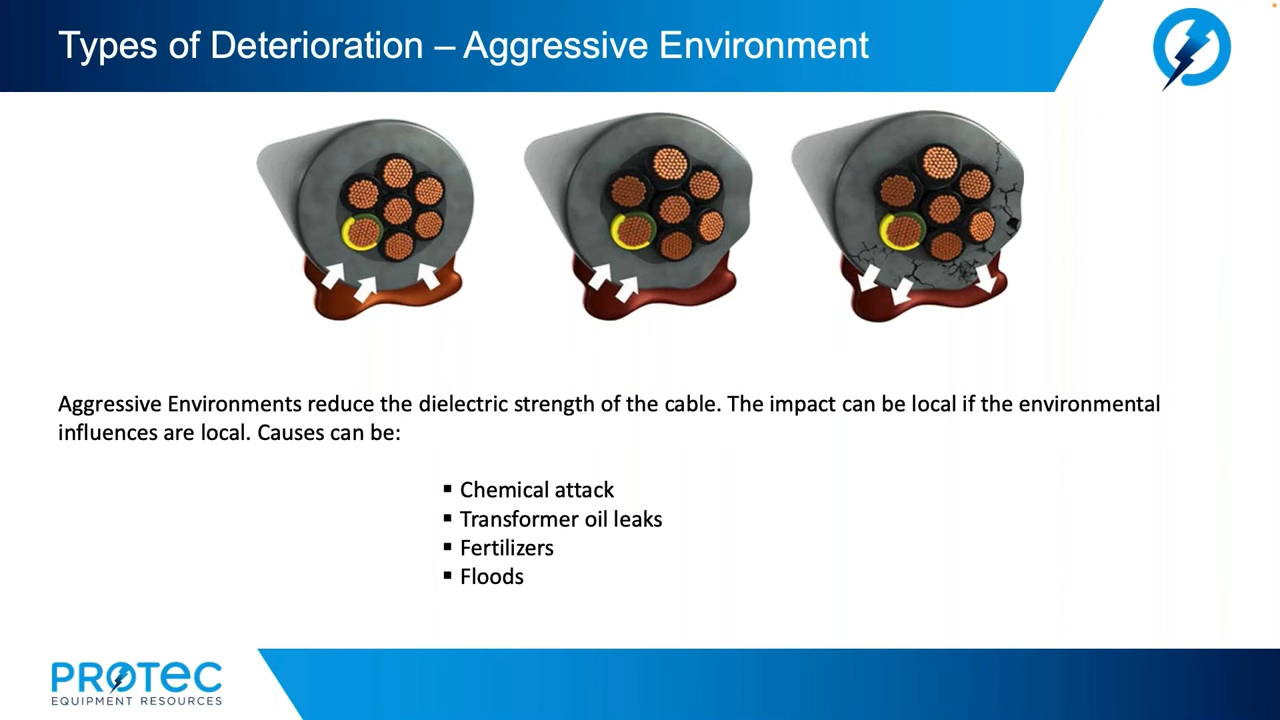 Types of Deterioration – Aggressive Environment
Aggressive Environments reduce the dielectric strength of the cable. The impact can be local if the environmental
influences are local. Causes can be:
▪ Chemical attack
▪ Transformer oil leaks
▪ Fertilizers
▪ Floods
PROTEC
EQUIPMENT RESOURCES